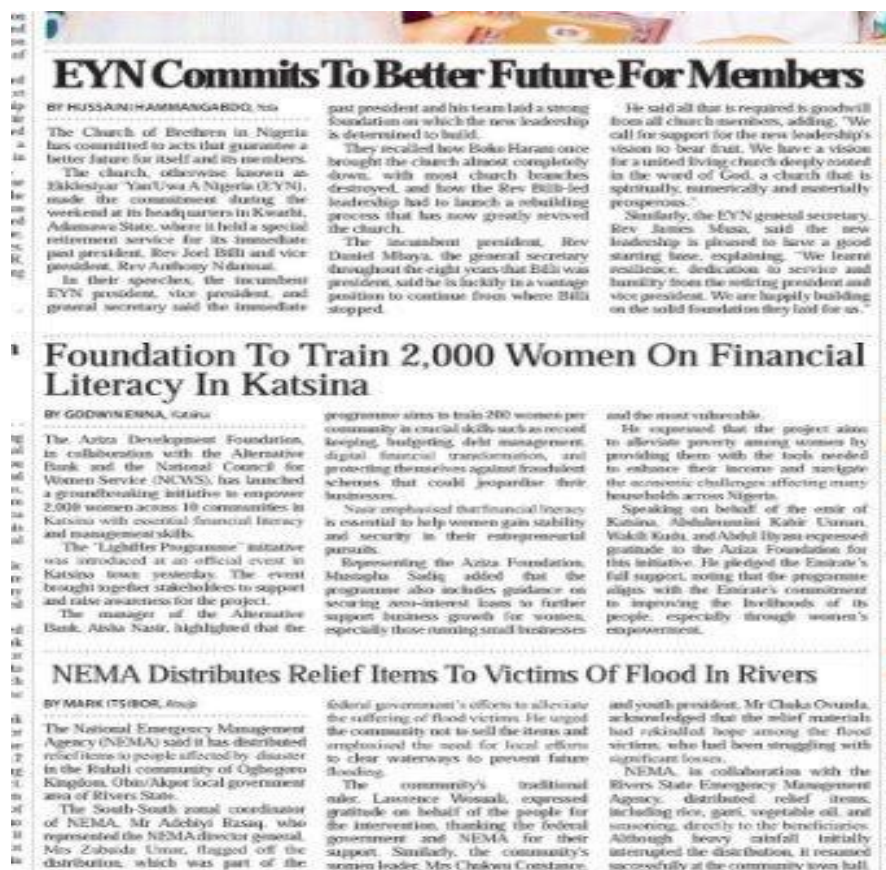 EYN Commits To Better Future For Members
BY HUSSAINI HAMMANGABDO, Yola
The Church of Brethren in Nigeria
has committed to acts that guarantee a
better future for itself and its members.
The church, otherwise known as
Ekklesiyar Yan'Uwa A Nigeria (EYN),
made the commitment during the
weekend at its headquarters in Kwarhi,
Adamawa State, where it held a special
retirement service for its immediate
past president, Rev Joel Billi and vice
president, Rev Anthony Ndamsai.
In their speeches, the incumbent
EYN president, vice president, and
general secretary said the immediate
past president and his team laid a strong
foundation on which the new leadership
is determined to build.
They recalled how Boko Haram once
brought the church almost completely
down, with most church branches
destroyed, and how the Rev Billi-led
leadership had to launch a rebuilding
process that has now greatly revived
the church.
The incumbent president, Rev
Daniel Mbaya, the general secretary
throughout the eight years that Billi was
president, said he is luckily in a vantage
position to continue from where Billi
stopped.
He said all that is required is goodwill
from all church members, adding, "We
call for support for the new leadership's
vision to bear fruit. We have a vision
for a united living church deeply rooted
in the word of God, a church that is
spiritually, numerically and materially
prosperous."
Similarly, the EYN general secretary,
Rev James Musa, said the new
leadership is pleased to have a good
starting base, explaining, "We learnt
resilience, dedication to service and
humility from the retiring president and
vice president. We are happily building
on the solid foundation they laid for us."
Foundation To Train 2,000 Women On Financial
Literacy In Katsina
BY GODWIN ENNA, Katsina
The Aziza Development Foundation,
in collaboration with the Alternative
Bank and the National Council for
Women Service (NCWS), has launched
a groundbreaking initiative to empower
2,000 women across 10 communities in
Katsina with essential financial literacy
and management skills.
The "Lighther Programme" initiative
was introduced at an official event in
Katsina town yesterday. The event
brought together stakeholders to support
and raise awareness for the project.
The manager of the Alternative
Bank, Aisha Nasir, highlighted that the
programme aims to train 200 women per
community in crucial skills such as record
keeping, budgeting, debt management,
digital financial transformation, and
protecting themselves against fraudulent
schemes that could jeopardise their
businesses.
Nasir emphasised that financial literacy
is essential to help women gain stability
and security in their entrepreneurial
pursuits.
Representing the Aziza Foundation,
Mustapha Sadiq added that the
programme also includes guidance on
securing zero-interest loans to further
support business growth for women,
especially those running small businesses
and the most vulnerable.
He expressed that the project aims
to alleviate poverty among women by
providing them with the tools needed
to enhance their income and navigate
the economic challenges affecting many
households across Nigeria.
Speaking on behalf of the emir of
Katsina, Abdulmumini Kabir Usman,
Wakili Kudu, and Abdul Iliyasu expressed
gratitude to the Aziza Foundation for
this initiative. He pledged the Emirate's
full support, noting that the programme
aligns with the Emirate's commitment
to improving the livelihoods of its
people, especially through women's
empowerment.
NEMA Distributes Relief Items To Victims Of Flood In Rivers
BY MARK ITSIBOR, Abuja
The National Emergency Management
Agency (NEMA) said it has distributed
relief items to people affected by disaster
in the Rubali community of Ogbogoro
Kingdom, Obio/Akpor local government
area of Rivers State.
The South-South zonal coordinator
of NEMA, Mr Adebiyi Rasaq, who
represented the NEMA director general,
Mrs Zubaida Umar, flagged off the
distribution, which was part of the
federal government's efforts to alleviate
the suffering of flood victims. He urged
the community not to sell the items and
emphasised the need for local efforts
to clear waterways to prevent future
flooding.
The community's traditional
ruler, Lawrence Wosuali, expressed
gratitude on behalf of the people for
the intervention, thanking the federal
government and NEMA for their
support. Similarly, the community's
women leader, Mrs Chukwu Constance,
and youth president, Mr Chuka Ovunda,
acknowledged that the relief materials
had rekindled hope among the flood
victims, who had been struggling with
significant losses.
NEMA, in collaboration with the
Rivers State Emergency Management
Agency, distributed relief items,
including rice, garri, vegetable oil, and
seasoning, directly to the beneficiaries.
Although heavy rainfall initially
interrupted the distribution, it resumed
successfully at the community town hall.